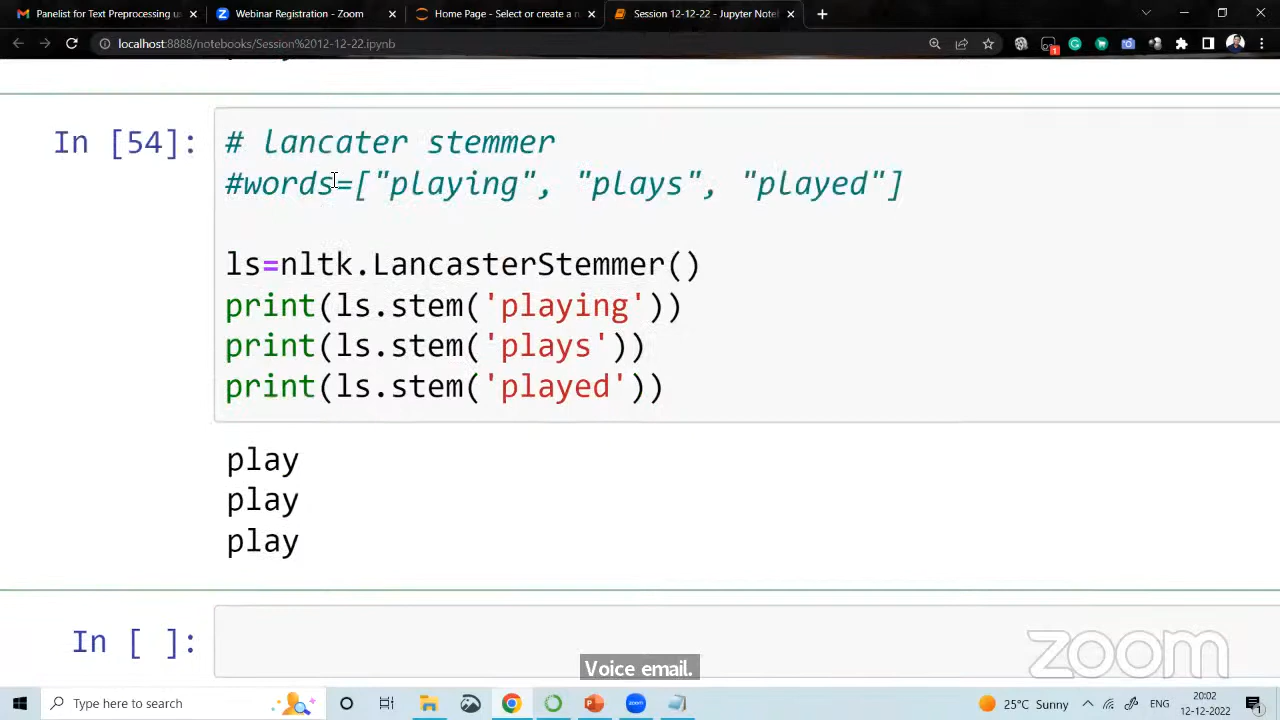 Panelist for Text Preprocessing u
Webinar Registration - Zoom
Home Page - Select or create a n
Session 12-12-22 - Jupyter Notel
localhost:8888/notebooks/Session%2012-12-22.ipynb
In [54]:
# lancater stemmer
#words=["playing", "plays", "played"]
ls=nltk.LancasterStemmer()
print(ls.stem('playing'))
print(ls.stem('plays'))
print(ls.stem('played'))
play
play
play
In [ ]:
zoom
Voice email.
Type here to search
zoom
25°C Sunny
ENG
20:02
12-12-2022